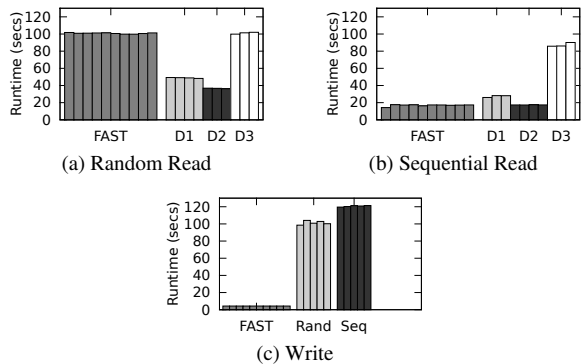 Runtime (secs)
120
100
80
60
40
20
0
FAST D1 D2 D3
(a) Random Read
Runtime (secs)
120
100
80
60
40
20
0
FAST D1 D2 D3
(b) Sequential Read
Runtime (secs)
120
100
80
60
40
20
0
FAST Rand Seq
(c) Write